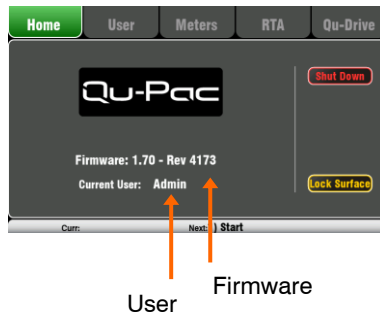 Home User Meters RTA Qu-Drive
Shut Down
Qu-Pac
Firmware: 1.70 - Rev 4173
Current User: Admin
Lock Surface
Curr: Next: ) Start
Firmware
User